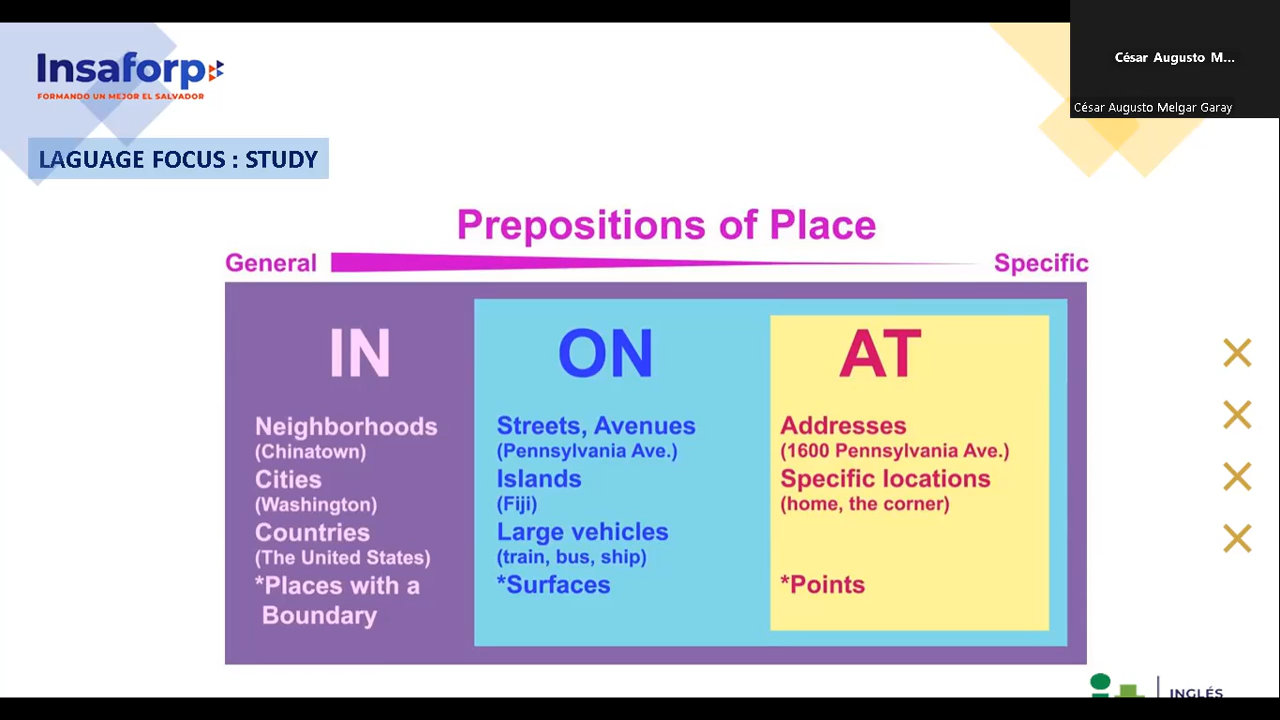 César Augusto M...
César Augusto Melgar Garay
Insaforp
FORMANDO UN MEJOR EL SALVADOR
LAGUAGE FOCUS : STUDY
Prepositions of Place
General
Specific
IN
Neighborhoods
(Chinatown)
Cities
(Washington)
Countries
(The United States)
*Places with a
Boundary
ON
Streets, Avenues
(Pennsylvania Ave.)
Islands
(Fiji)
Large vehicles
(train, bus, ship)
*Surfaces
AT
Addresses
(1600 Pennsylvania Ave.)
Specific locations
(home, the corner)
*Points
INGLÉS